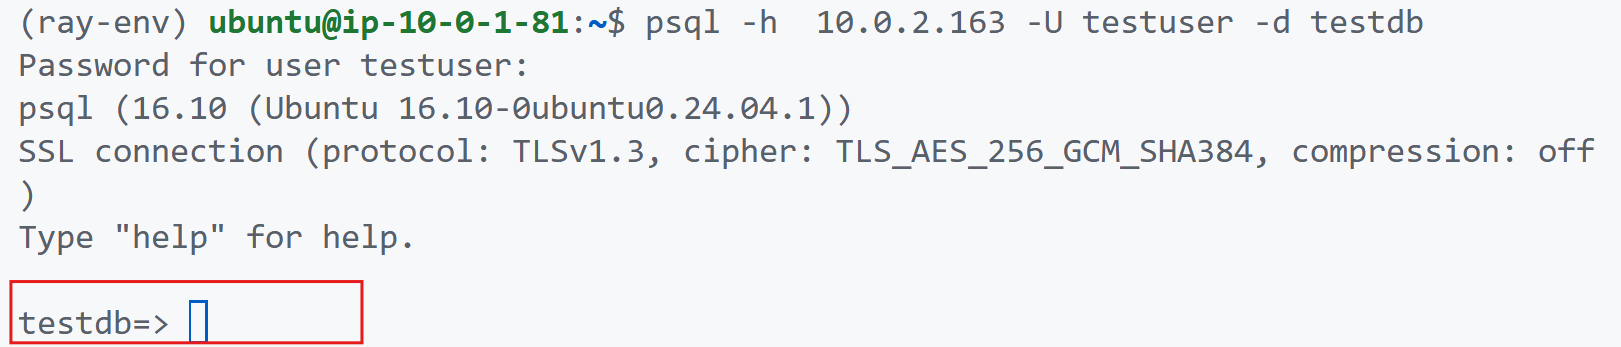 (ray-env) ubuntu@ip-10-0-1-81:~$ psql -h  10.0.2.163 -U testuser -d testdb
Password for user testuser:
psql (16.10 (Ubuntu 16.10-0ubuntu0.24.04.1))
SSL connection (protocol: TLSv1.3, cipher: TLS_AES_256_GCM_SHA384, compression: off
)
Type "help" for help.
testdb=>